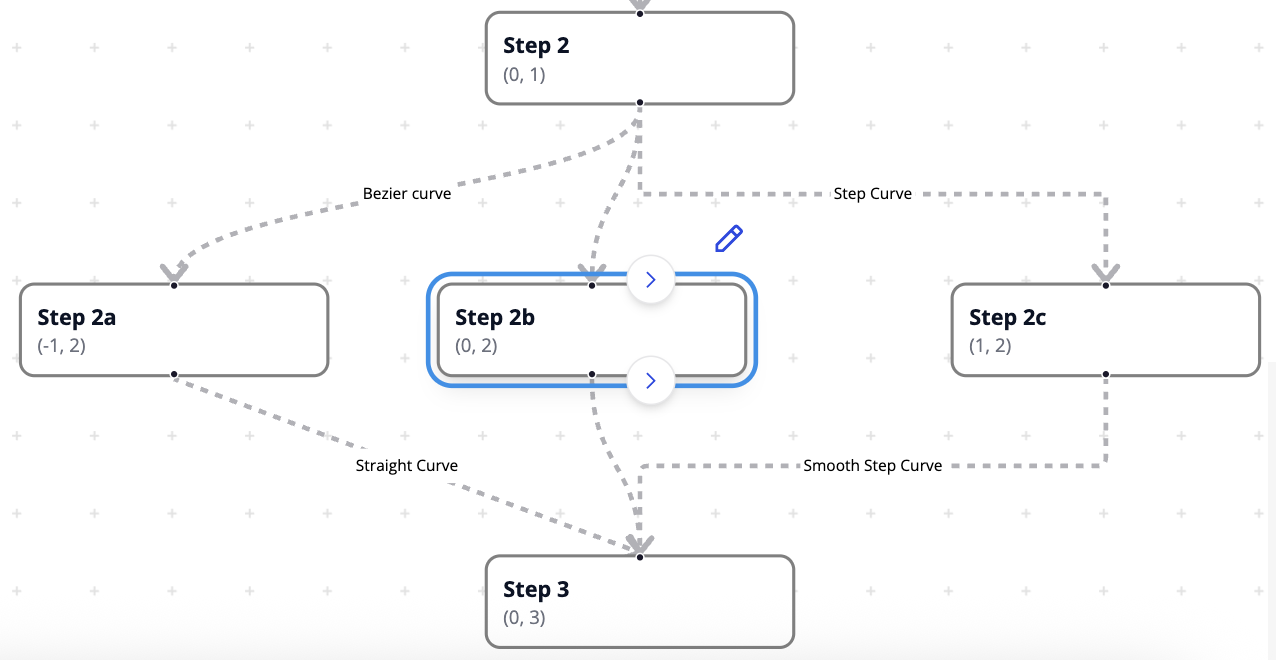 Step 2
(0, 1)
Bezier curve
Step Curve
Step 2a
(-1, 2)
Step 2b
(0, 2)
Step 2c
(1, 2)
Straight Curve
Smooth Step Curve
Step 3
(0, 3)